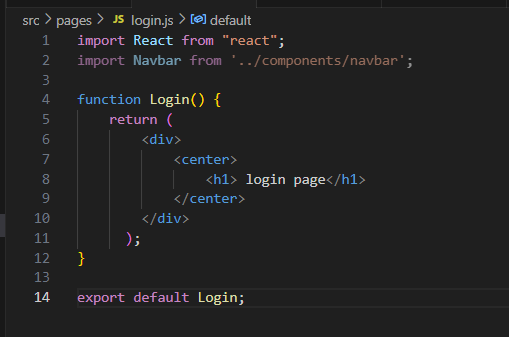 src > pages > JS login.js > default
1 import React from "react";
2 import Navbar from '../components/navbar';
3
4 function Login() {
5 return (
6 <div>
7 <center>
8 <h1> login page</h1>
9 </center>
10 </div>
11 );
12 }
13
14 export default Login;